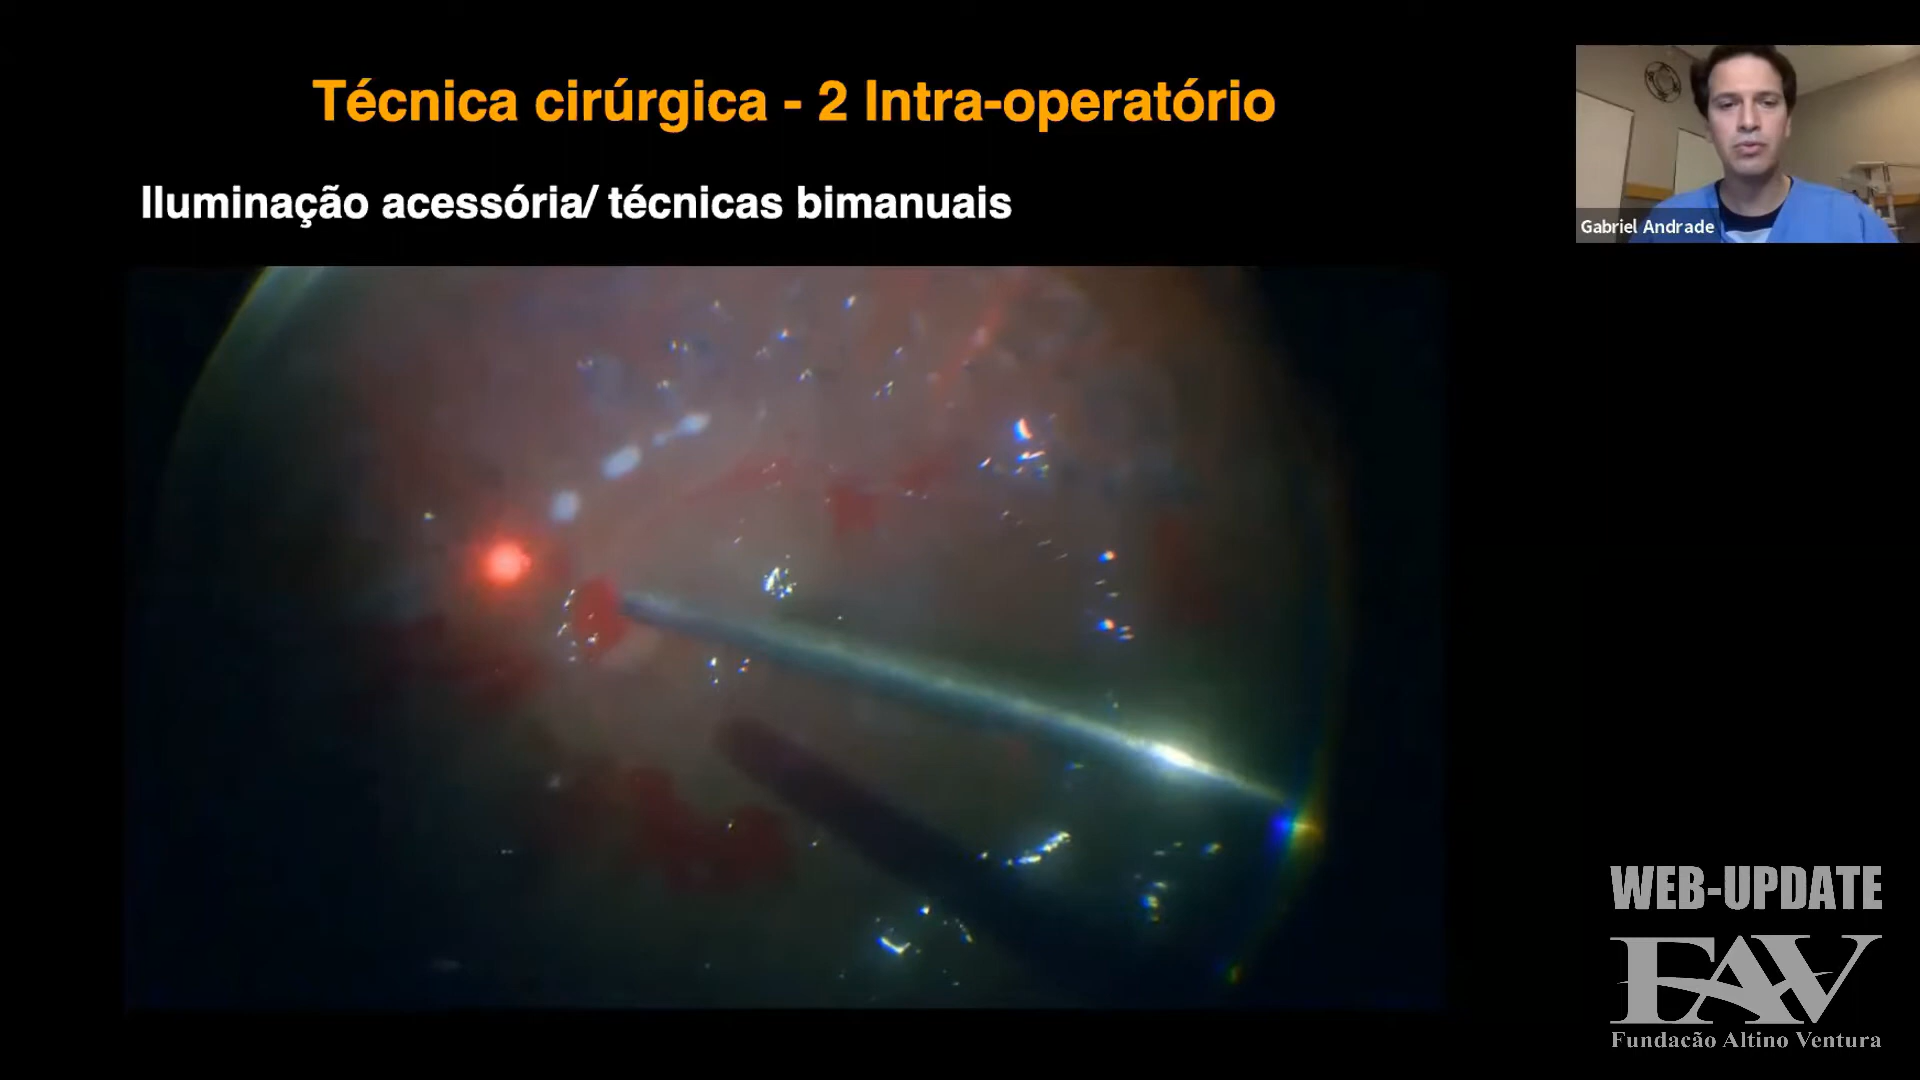 Técnica cirúrgica - 2 Intra-operatório
Iluminação acessória/ técnicas bimanuais
Gabriel Andrade
WEB-UPDATE
FAV
Fundacão Altino Ventura